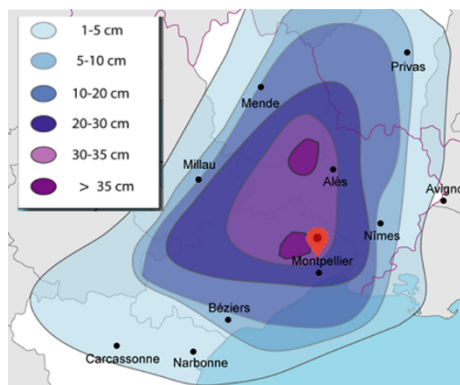 1-5 cm
5-10 cm
10-20 cm
20-30 cm
30-35 cm
> 35 cm
Privas
Mende
Millau
Alès
Avigno
Nîmes
Montpellier
Béziers
Carcassonne
Narbonne